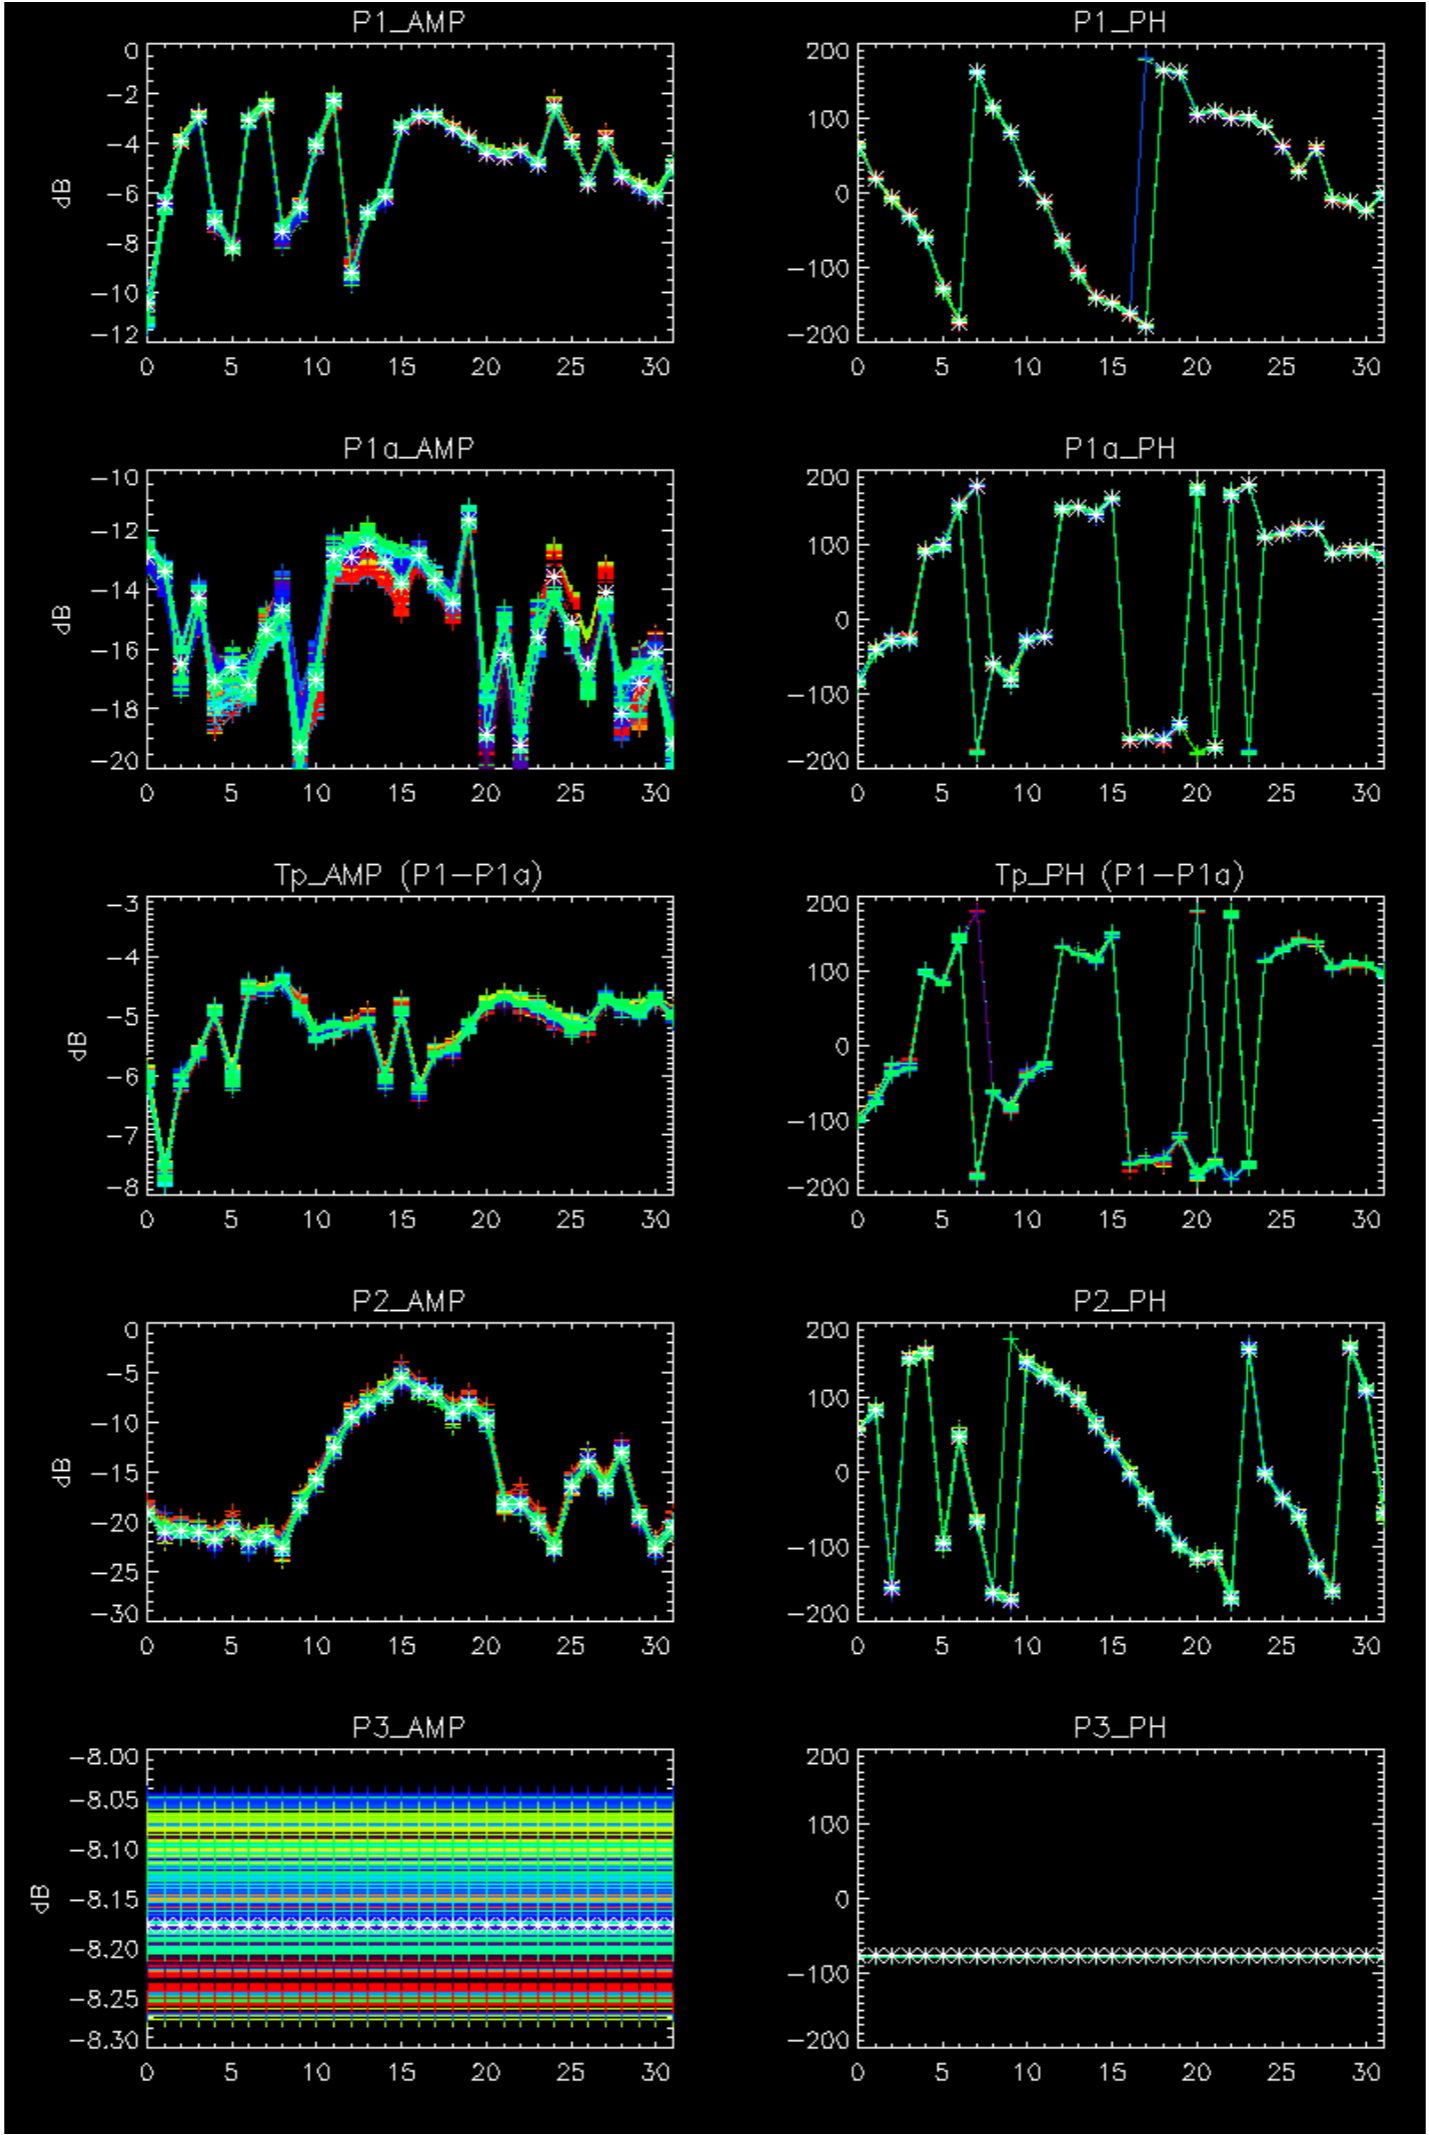 P1_AMP P1_PH
0 200
-2
-4 100
-6 0
dB
-8 -100
-10
-12 -200
0 5 10 15 20 25 30 0 5 10 15 20 25 30
P1a_AMP P1a_PH
-10 200
-12 100
-14
dB 0
-16
-18 -100
-20 -200
0 5 10 15 20 25 30 0 5 10 15 20 25 30
Tp_AMP (P1-P1a) Tp_PH (P1-P1a)
-3 200
-4 100
-5 0
dB
-6 -100
-7
-8 -200
0 5 10 15 20 25 30 0 5 10 15 20 25 30
P2_AMP P2_PH
0 200
-5 100
-10
-15 0
dB
-20 -100
-25
-30 -200
0 5 10 15 20 25 30 0 5 10 15 20 25 30
P3_AMP P3_PH
-8.00 200
-8.05 100
-8.10
-8.15 0
dB
-8.20 -100
-8.25
-8.30 -200
0 5 10 15 20 25 30 0 5 10 15 20 25 30